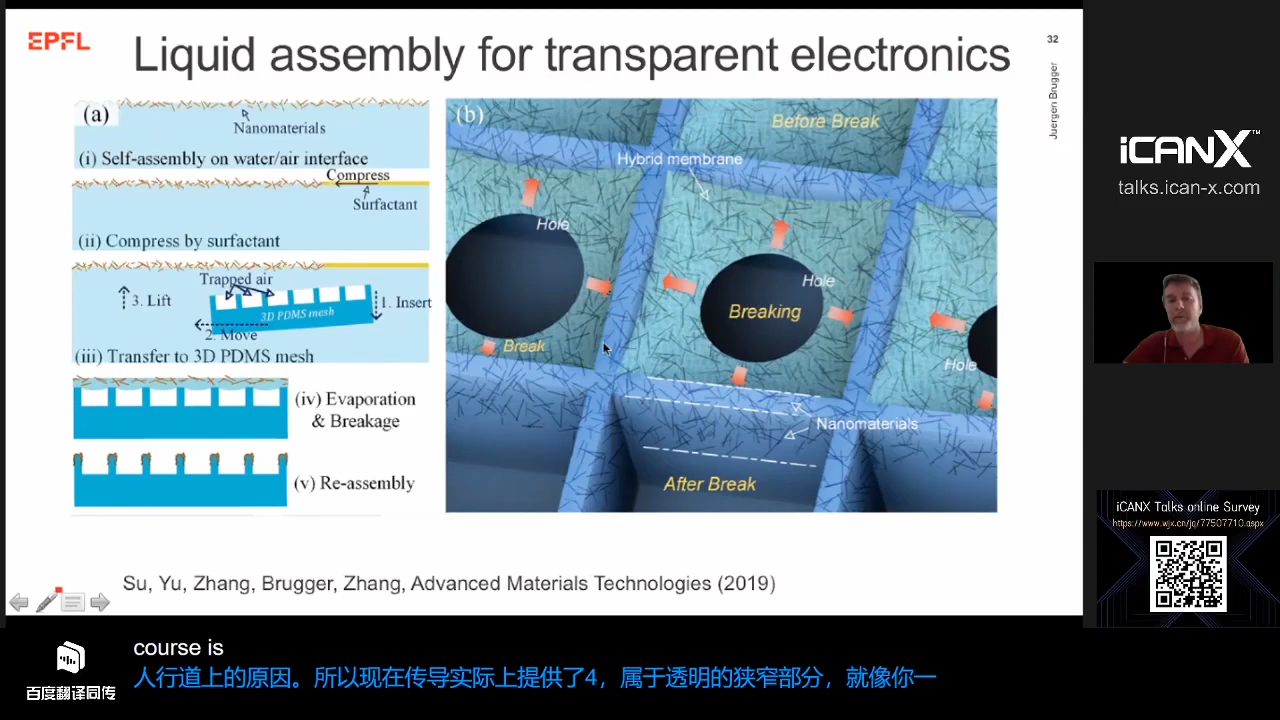 EPFL
Liquid assembly for transparent electronics
32
Juergen Brugger
(a)
Nanomaterials
(i) Self-assembly on water/air interface
Compress
Surfactant
(ii) Compress by surfactant
Trapped air
3. Lift
1. Insert
3D PDMS mesh
2. Move
(iii) Transfer to 3D PDMS mesh
(iv) Evaporation
& Breakage
(v) Re-assembly
(b)
Before Break
Hybrid membrane
Hole
Hole
Breaking
Break
Hole
Nanomaterials
After Break
Su, Yu, Zhang, Brugger, Zhang, Advanced Materials Technologies (2019)
iCANX™
talks.ican-x.com
iCANX Talks online Survey
https://www.wjx.cn/jq/77507710.aspx
course is
人行道上的原因。所以现在传导实际上提供了4，属于透明的狭窄部分，就像你一
百度翻译同传